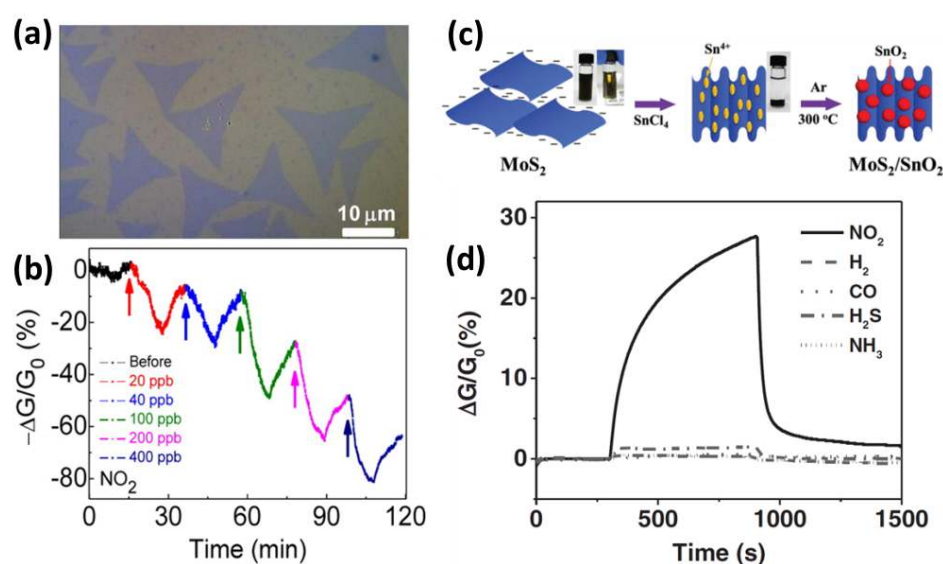 (a)
10 μm
(b)
−ΔG/G₀ (%)
0
-20
-40
-60
-80
Before
20 ppb
40 ppb
100 ppb
200 ppb
400 ppb
NO₂
0 30 60 90 120
Time (min)
(c)
MoS₂
SnCl₄
Sn⁴⁺
Ar
300 °C
SnO₂
MoS₂/SnO₂
(d)
ΔG/G₀(%)
30
20
10
0
NO₂
H₂
CO
H₂S
NH₃
0 500 1000 1500
Time (s)